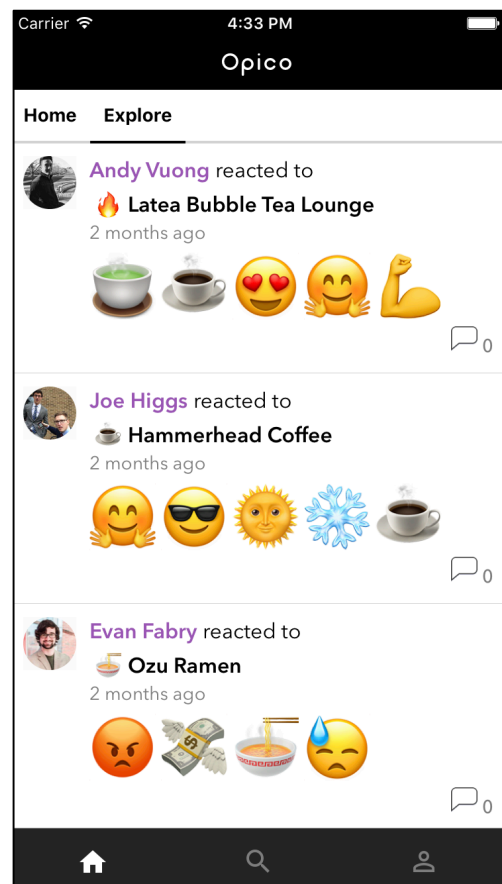 Carrier 4:33 PM
Opico
Home Explore
Andy Vuong reacted to
🔥 Latea Bubble Tea Lounge
2 months ago
🍵☕😍🤗💪
0
Joe Higgs reacted to
☕ Hammerhead Coffee
2 months ago
🤗😎🌞❄️☕
0
Evan Fabry reacted to
🍜 Ozu Ramen
2 months ago
😡💸🍜😓
0